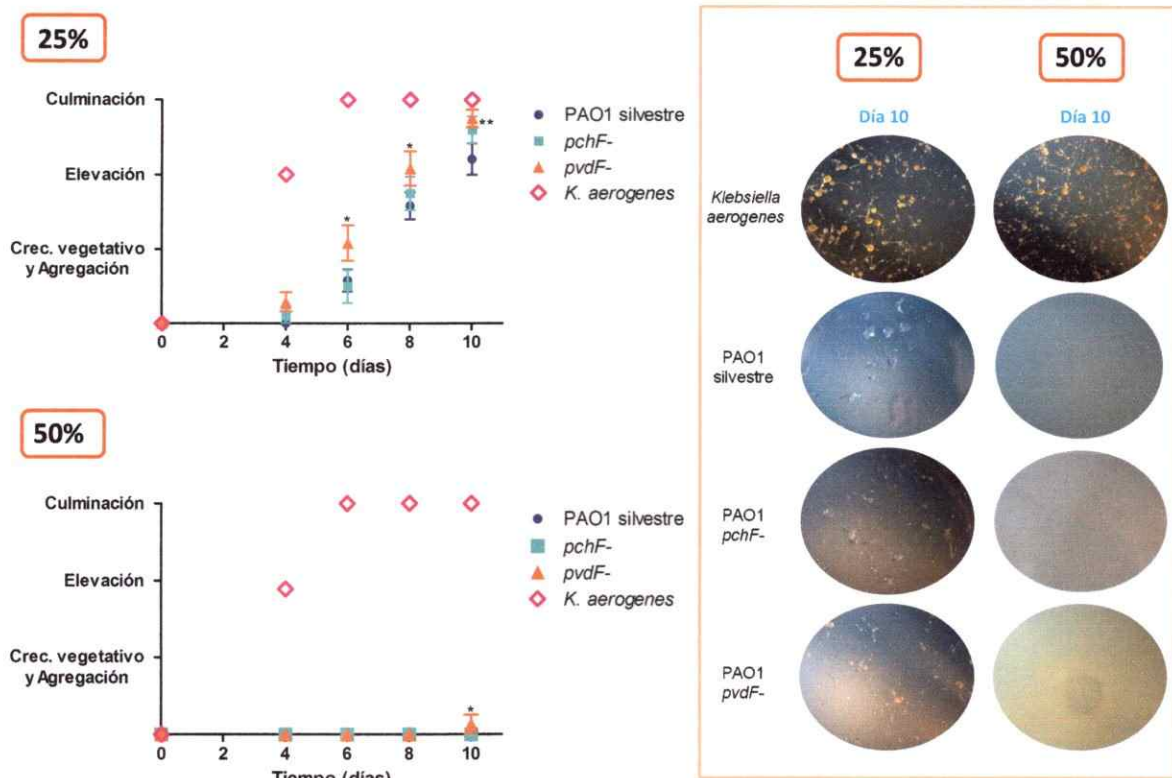 25%
Culminación
Elevación
Crec. vegetativo
y Agregación
0 2 4 6 8 10
Tiempo (días)
* * **
PAO1 silvestre
pchF-
pvdF-
K. aerogenes
50%
Culminación
Elevación
Crec. vegetativo
y Agregación
0 2 4 6 8 10
Tiempo (días)
*
PAO1 silvestre
pchF-
pvdF-
K. aerogenes
25% 50%
Día 10 Día 10
Klebsiella
aerogenes
PAO1
silvestre
PAO1
pchF-
PAO1
pvdF-